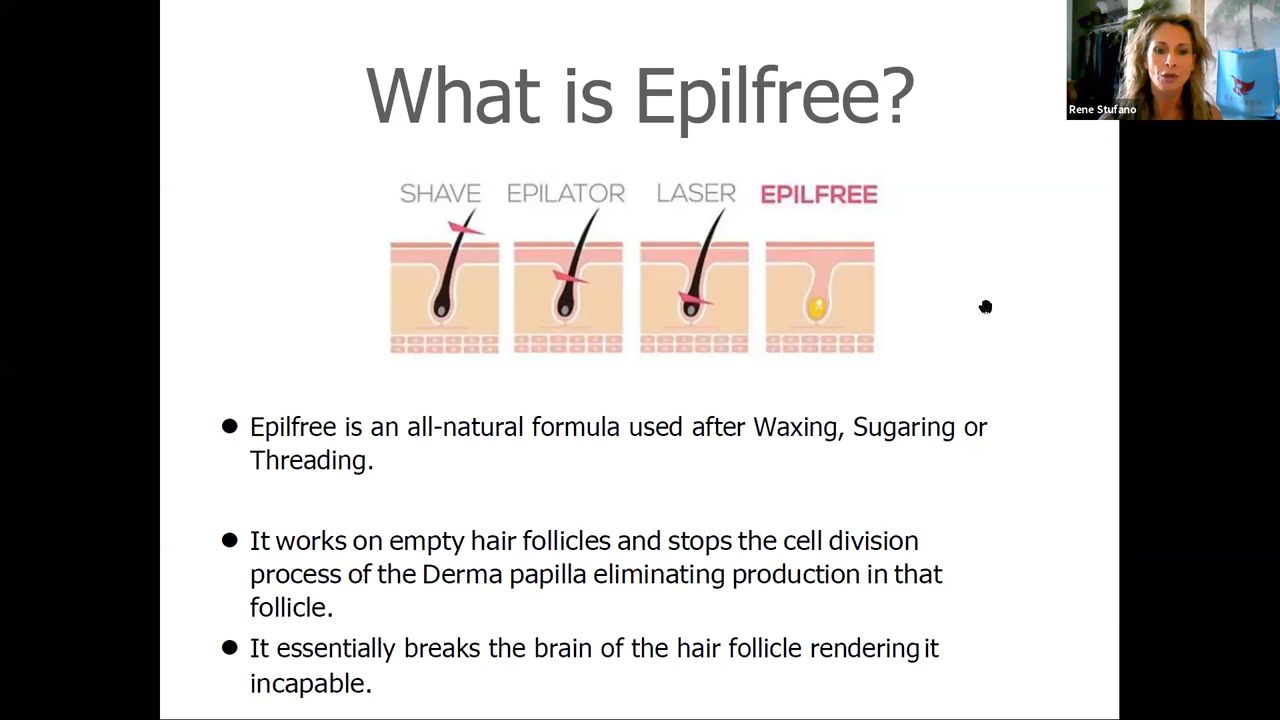 What is Epilfree?
Rene Stufano
SHAVE EPILATOR LASER EPILFREE
● Epilfree is an all-natural formula used after Waxing, Sugaring or
Threading.
● It works on empty hair follicles and stops the cell division
process of the Derma papilla eliminating production in that
follicle.
● It essentially breaks the brain of the hair follicle rendering it
incapable.